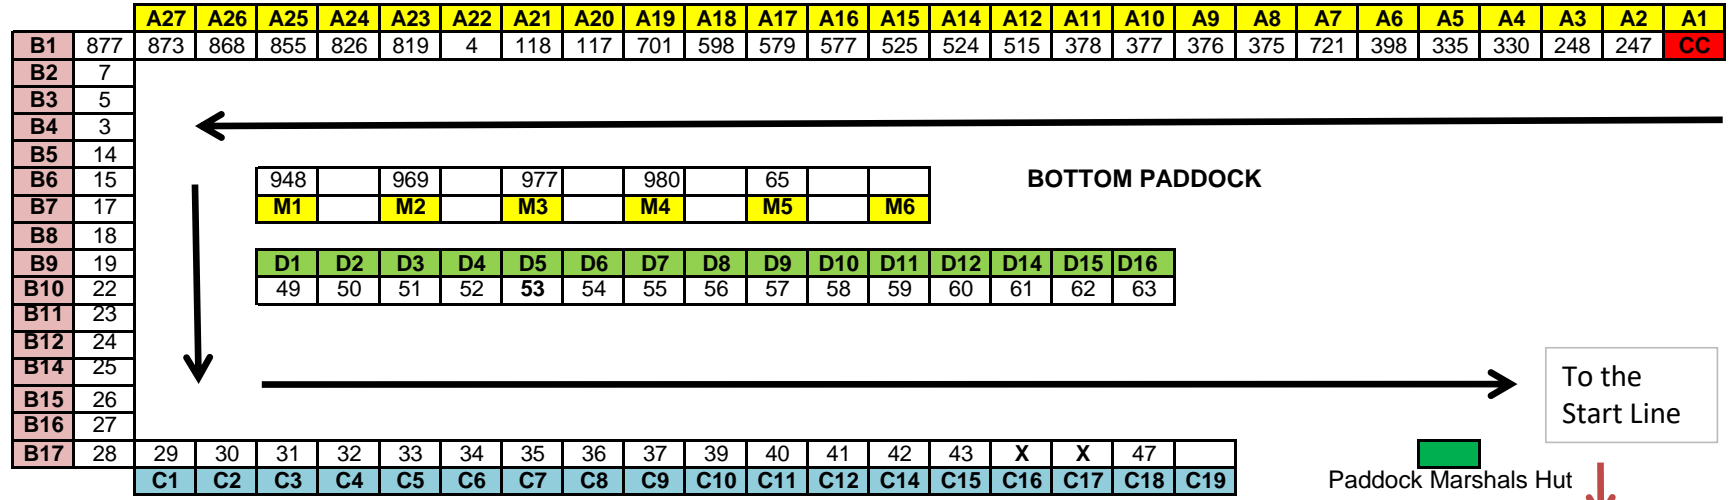 A27 A26 A25 A24 A23 A22 A21 A20 A19 A18 A17 A16 A15 A14 A12 A11 A10 A9 A8 A7 A6 A5 A4 A3 A2 A1
B1 877 873 868 855 826 819 4 118 117 701 598 579 577 525 524 515 378 377 376 375 721 398 335 330 248 247 CC
B2 7
B3 5
B4 3
B5 14
B6 15 948 969 977 980 65 BOTTOM PADDOCK
B7 17 M1 M2 M3 M4 M5 M6
B8 18
B9 19 D1 D2 D3 D4 D5 D6 D7 D8 D9 D10 D11 D12 D14 D15 D16
B10 22 49 50 51 52 53 54 55 56 57 58 59 60 61 62 63
B11 23
B12 24
B14 25
To the
B15 26
Start Line
B16 27
B17 28 29 30 31 32 33 34 35 36 37 39 40 41 42 43 X X 47
C1 C2 C3 C4 C5 C6 C7 C8 C9 C10 C11 C12 C14 C15 C16 C17 C18 C19 Paddock Marshals Hut